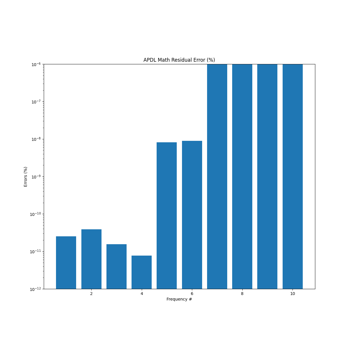 APDL Math Residual Error (%)
10⁻⁶
10⁻⁷
10⁻⁸
10⁻⁹
10⁻¹⁰
10⁻¹¹
10⁻¹²
Errors (%)
2 4 6 8 10
Frequency #